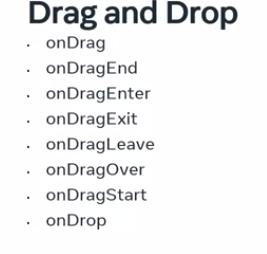 Drag and Drop
• onDrag
• onDragEnd
• onDragEnter
• onDragExit
• onDragLeave
• onDragOver
• onDragStart
• onDrop